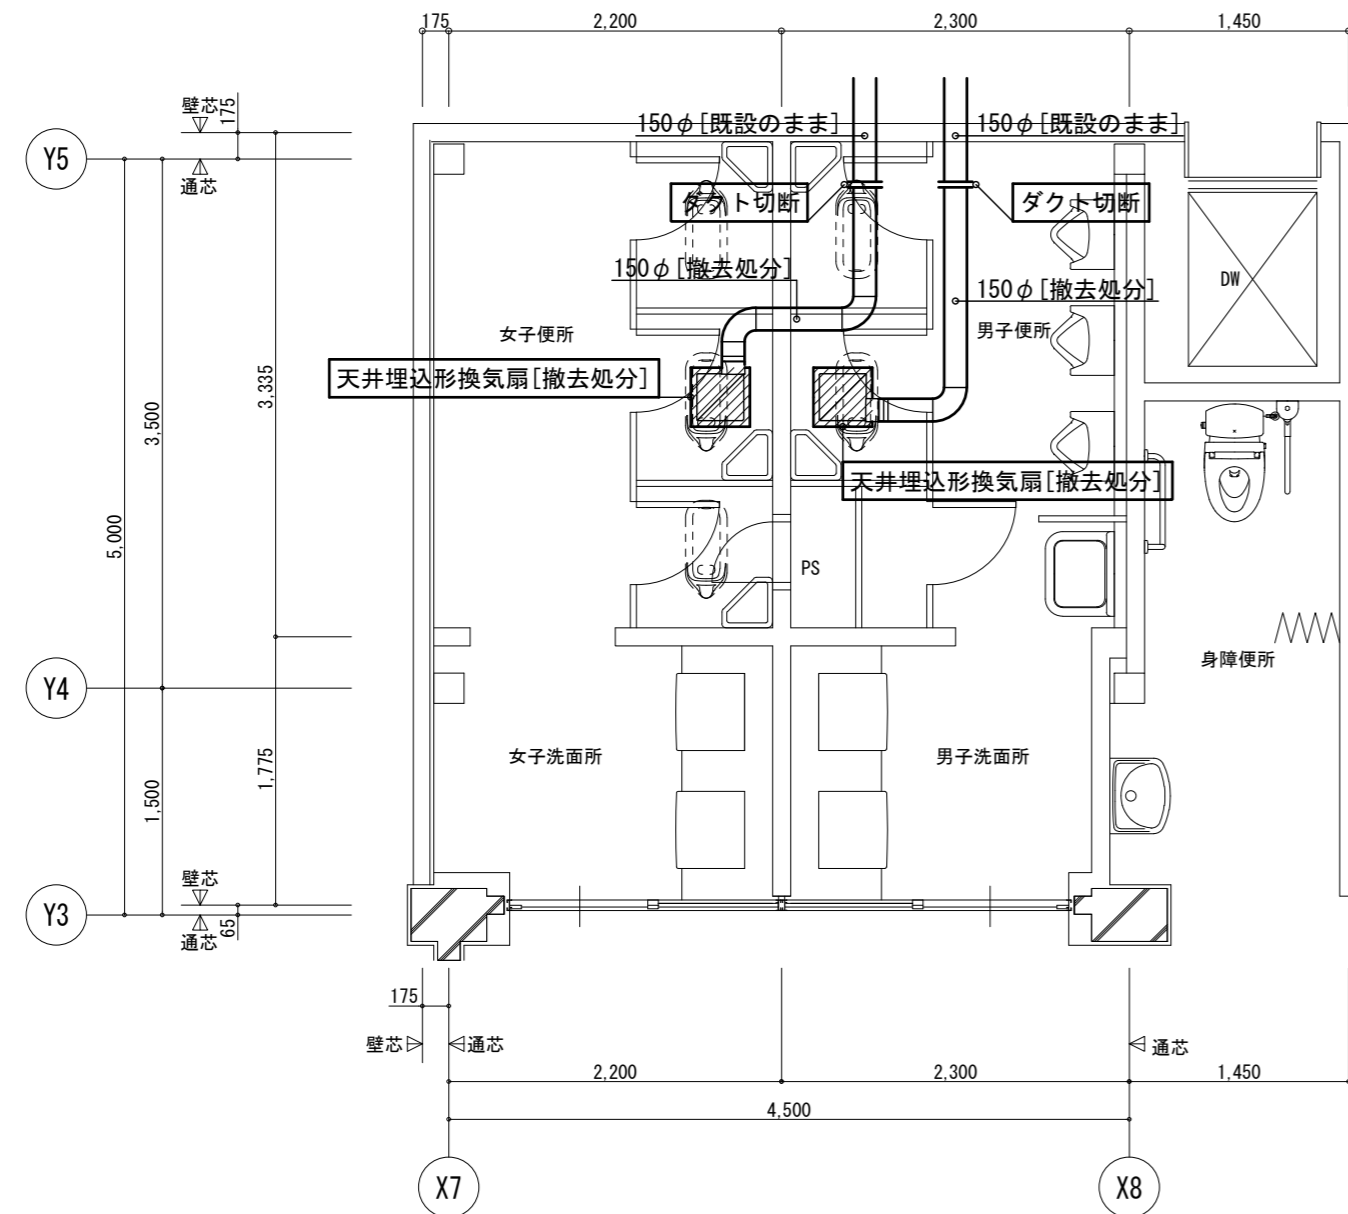 175
2,200
2,300
1,450
壁芯
175
通芯
Y5
150φ[既設のまま]
150φ[既設のまま]
ダクト切断
ダクト切断
150φ[撤去処分]
150φ[撤去処分]
DW
女子便所
男子便所
天井埋込形換気扇[撤去処分]
天井埋込形換気扇[撤去処分]
3,335
3,500
5,000
PS
身障便所
Y4
女子洗面所
男子洗面所
1,775
1,500
壁芯
65
通芯
Y3
175
壁芯
通芯
通芯
2,200
2,300
1,450
4,500
X7
X8